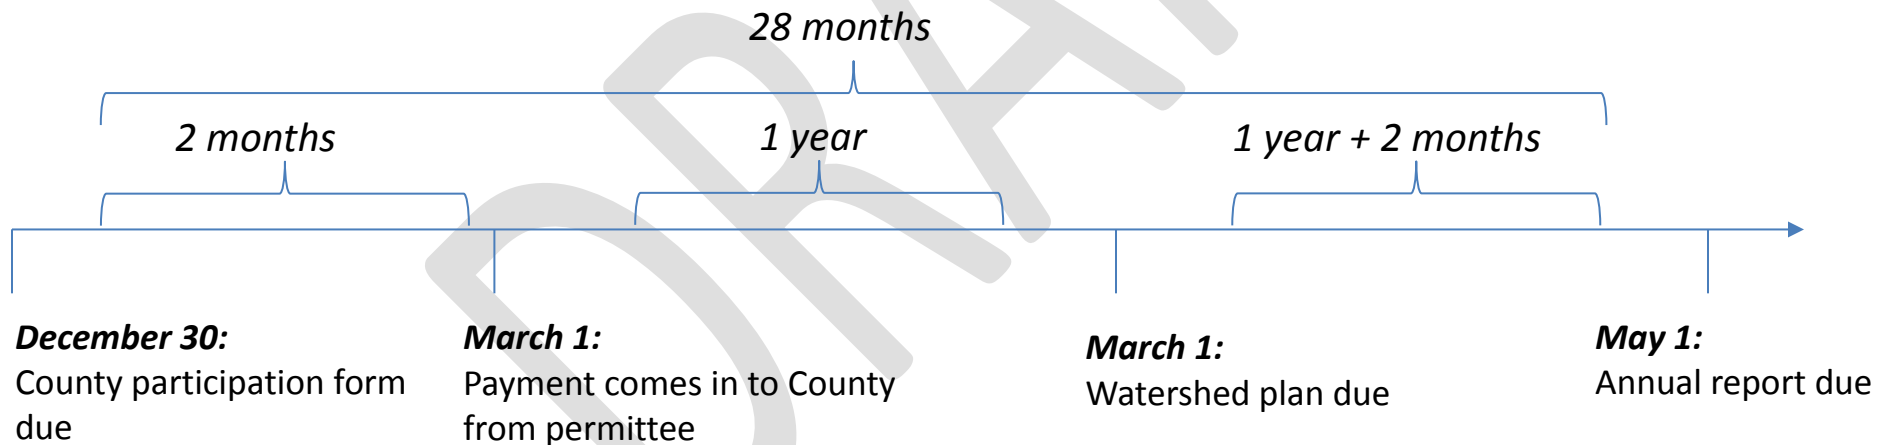 28 months
2 months
1 year
1 year + 2 months
December 30:
County participation form
due
March 1:
Payment comes in to County
from permittee
March 1:
Watershed plan due
May 1:
Annual report due
DRA